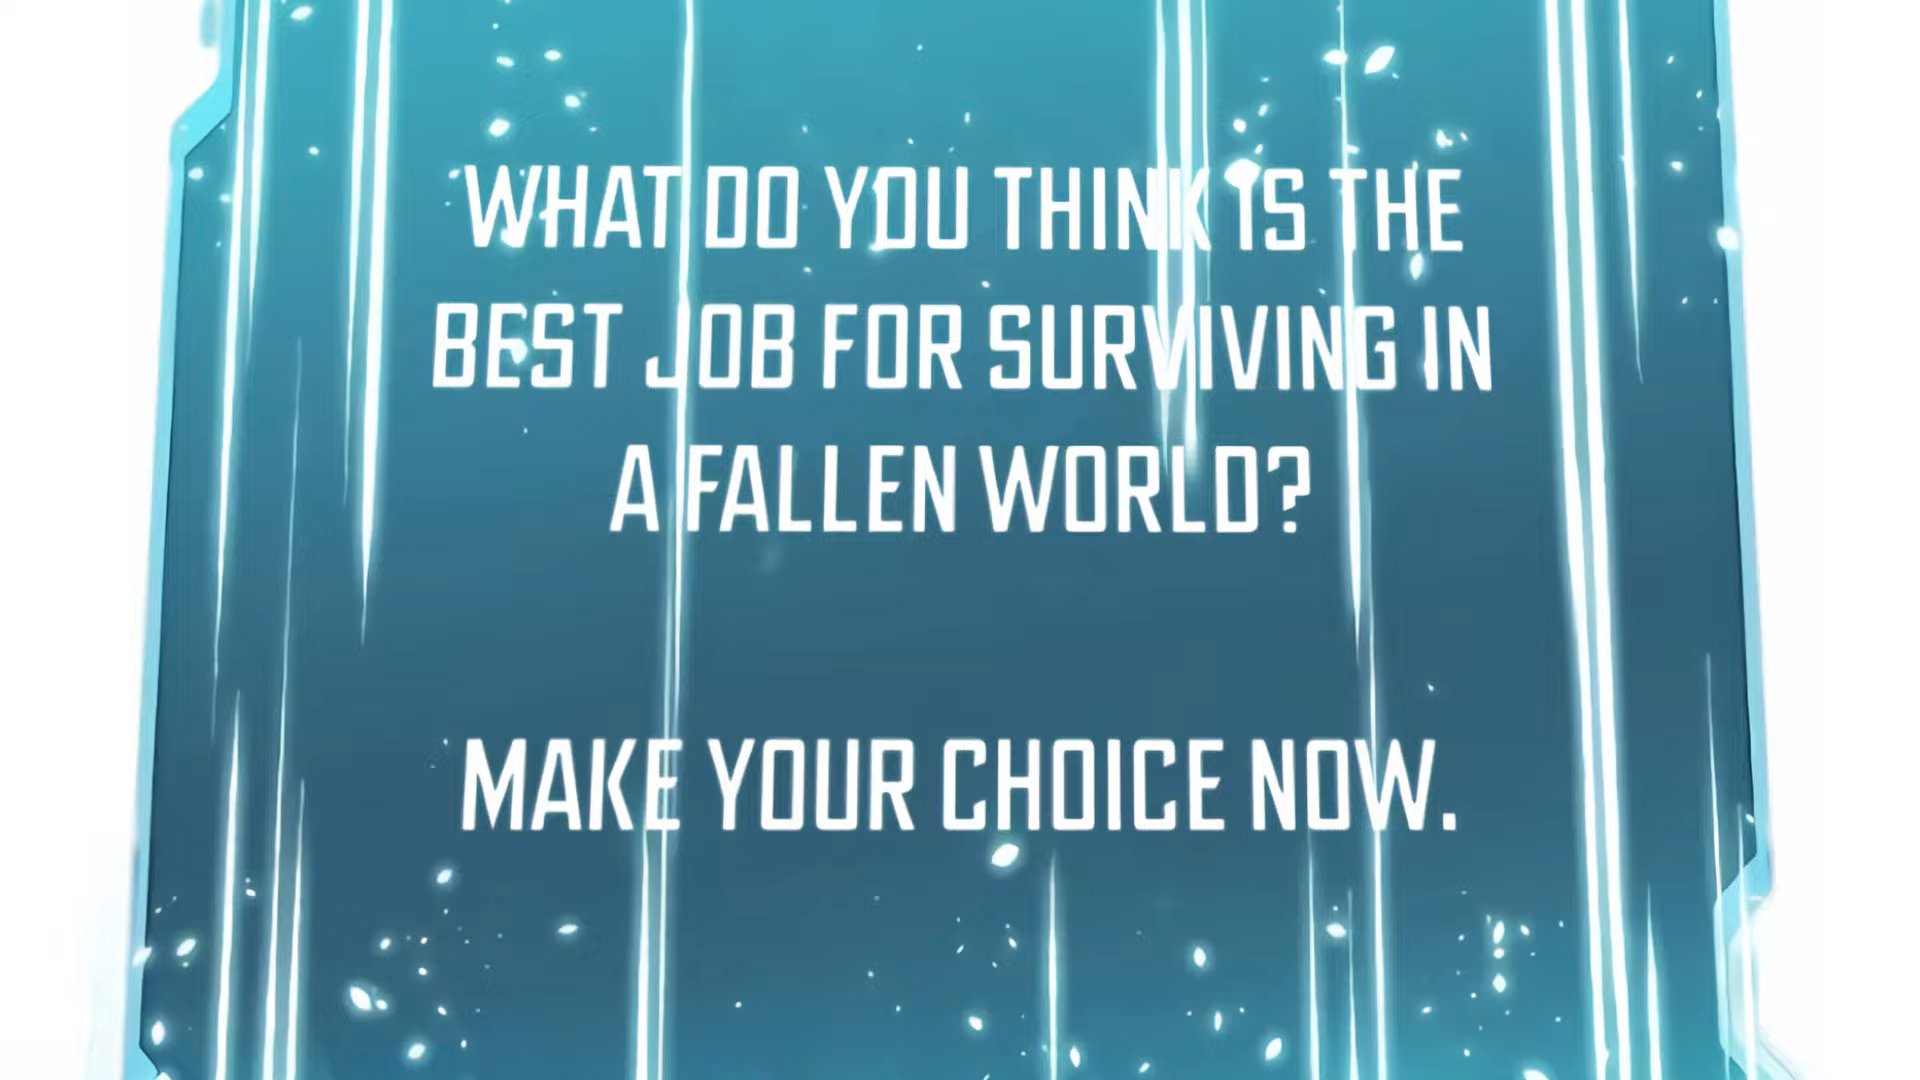 WHAT DO YOU THINK IS THE
BEST JOB FOR SURVIVING IN
A FALLEN WORLD?
MAKE YOUR CHOICE NOW.